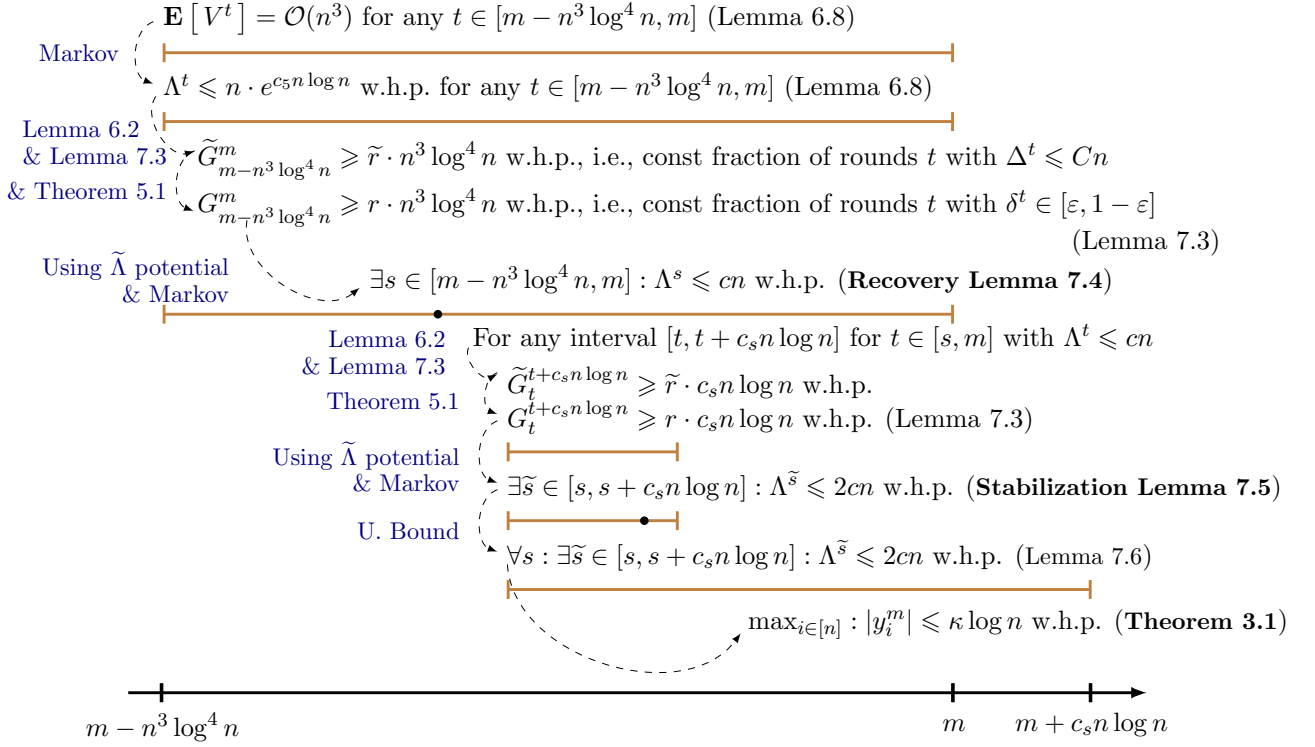 E [ V^t ] = O(n^3) for any t ∈ [m − n^3 log^4 n, m] (Lemma 6.8)
Markov
Λ^t ⩽ n · e^{c_5 n log n} w.h.p. for any t ∈ [m − n^3 log^4 n, m] (Lemma 6.8)
Lemma 6.2
& Lemma 7.3
G̃^m_{m−n^3 log^4 n} ⩾ r̃ · n^3 log^4 n w.h.p., i.e., const fraction of rounds t with Δ^t ⩽ Cn
& Theorem 5.1
G^m_{m−n^3 log^4 n} ⩾ r · n^3 log^4 n w.h.p., i.e., const fraction of rounds t with δ^t ∈ [ε, 1 − ε]
(Lemma 7.3)
Using Λ̃ potential
& Markov
∃s ∈ [m − n^3 log^4 n, m] : Λ^s ⩽ cn w.h.p. (Recovery Lemma 7.4)
Lemma 6.2
& Lemma 7.3
For any interval [t, t + c_s n log n] for t ∈ [s, m] with Λ^t ⩽ cn
G̃_t^{t+c_s n log n} ⩾ r̃ · c_s n log n w.h.p.
Theorem 5.1
G_t^{t+c_s n log n} ⩾ r · c_s n log n w.h.p. (Lemma 7.3)
Using Λ̃ potential
& Markov
∃s̃ ∈ [s, s + c_s n log n] : Λ^{s̃} ⩽ 2cn w.h.p. (Stabilization Lemma 7.5)
U. Bound
∀s : ∃s̃ ∈ [s, s + c_s n log n] : Λ^{s̃} ⩽ 2cn w.h.p. (Lemma 7.6)
max_{i∈[n]} : |y_i^m| ⩽ κ log n w.h.p. (Theorem 3.1)
m − n^3 log^4 n
m
m + c_s n log n